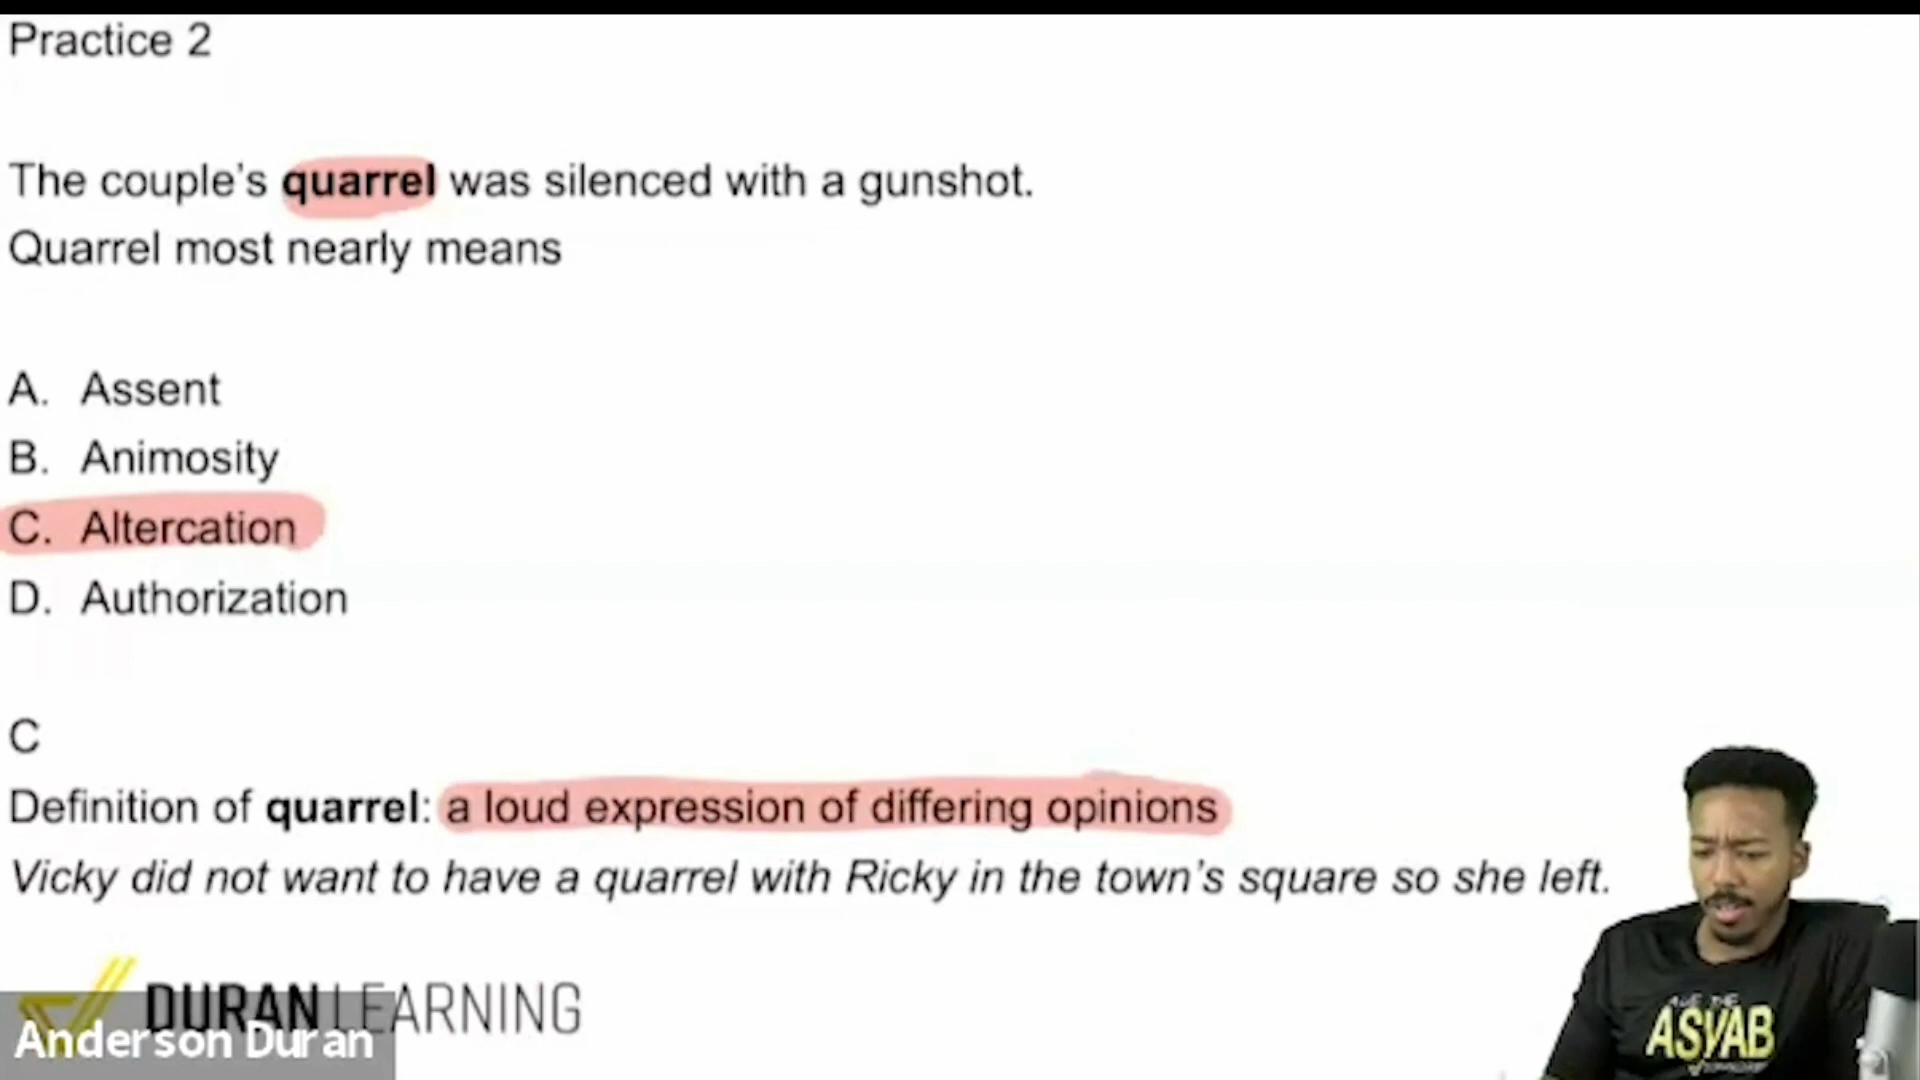 Practice 2
The couple's quarrel was silenced with a gunshot.
Quarrel most nearly means
A. Assent
B. Animosity
C. Altercation
D. Authorization
C
Definition of quarrel: a loud expression of differing opinions
Vicky did not want to have a quarrel with Ricky in the town's square so she left.
DURAN LEARNING
Anderson Duran
ASVAB